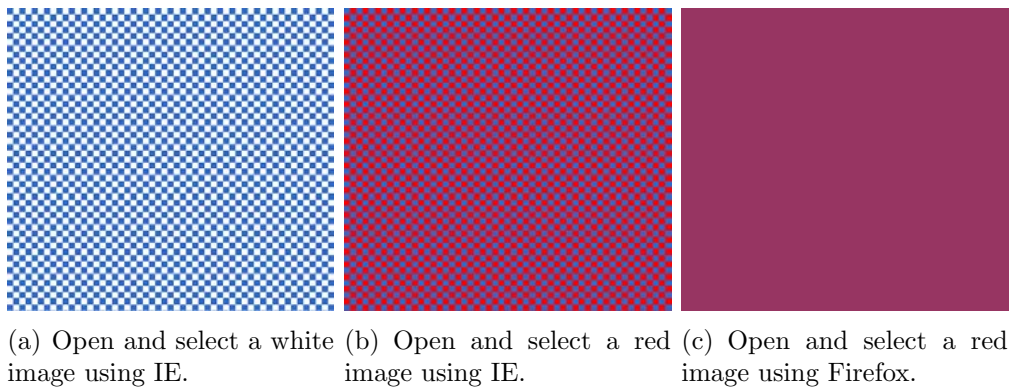 (a) Open and select a white
image using IE.
(b) Open and select a red
image using IE.
(c) Open and select a red
image using Firefox.